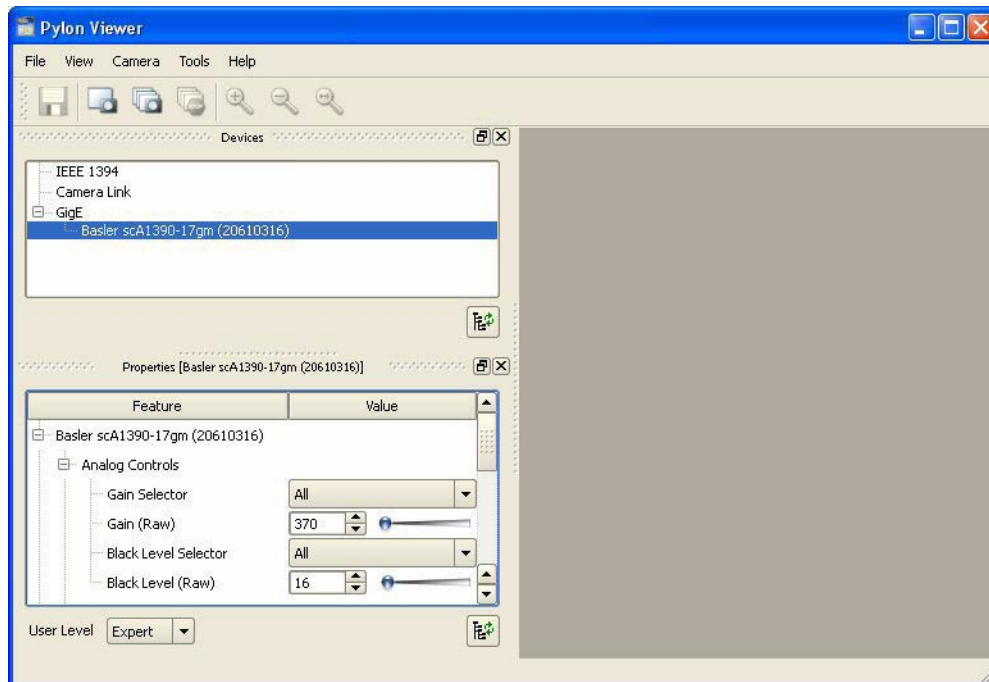 Pylon Viewer
File View Camera Tools Help
Devices
IEEE 1394
Camera Link
GigE
Basler scA1390-17gm (20610316)
Properties [Basler scA1390-17gm (20610316)]
Feature Value
Basler scA1390-17gm (20610316)
Analog Controls
Gain Selector All
Gain (Raw) 370
Black Level Selector All
Black Level (Raw) 16
User Level Expert